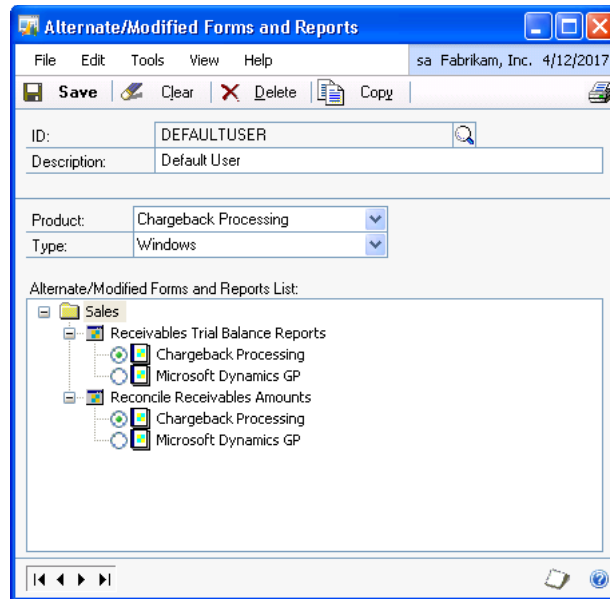 Alternate/Modified Forms and Reports
File Edit Tools View Help sa Fabrikam, Inc. 4/12/2017
Save Clear Delete Copy
ID: DEFAULTUSER
Description: Default User
Product: Chargeback Processing
Type: Windows
Alternate/Modified Forms and Reports List:
Sales
Receivables Trial Balance Reports
Chargeback Processing
Microsoft Dynamics GP
Reconcile Receivables Amounts
Chargeback Processing
Microsoft Dynamics GP